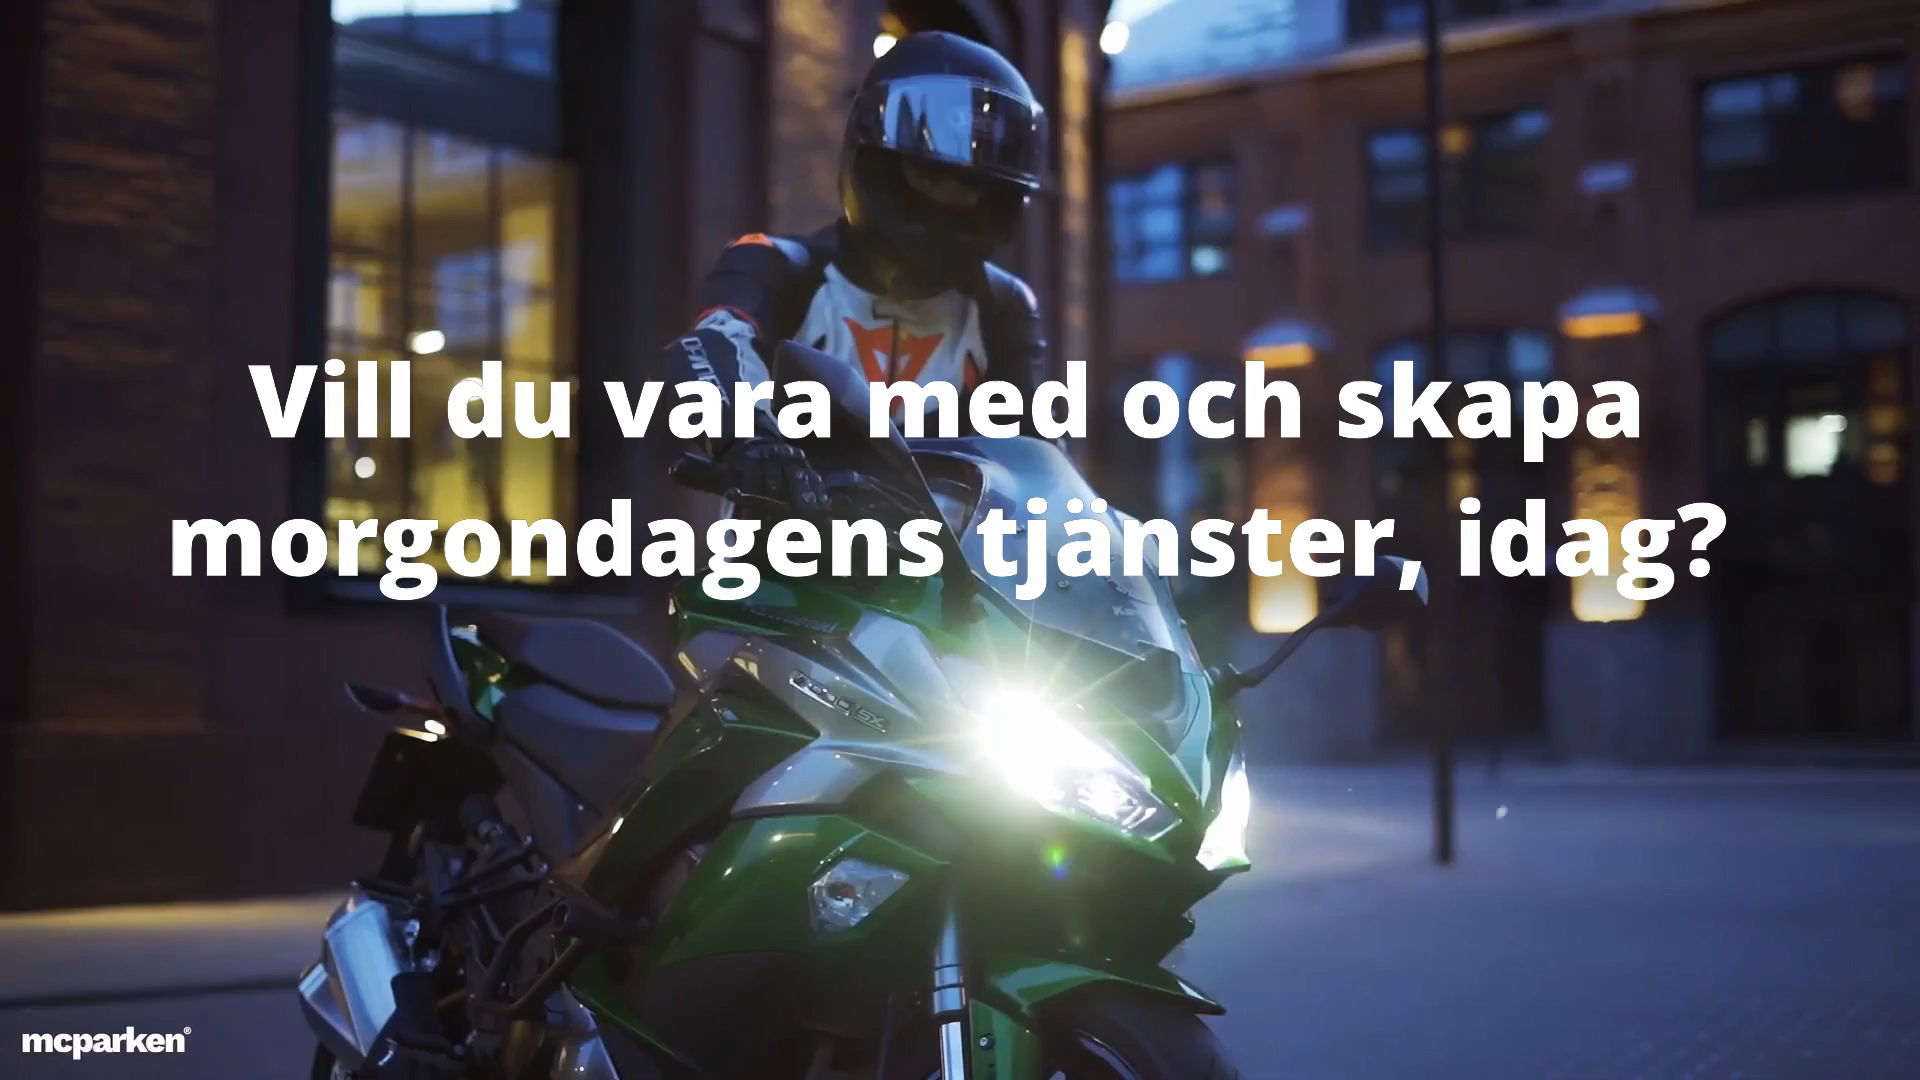 Vill du vara med och skapa
morgondagens tjänster, idag?
mcparken®